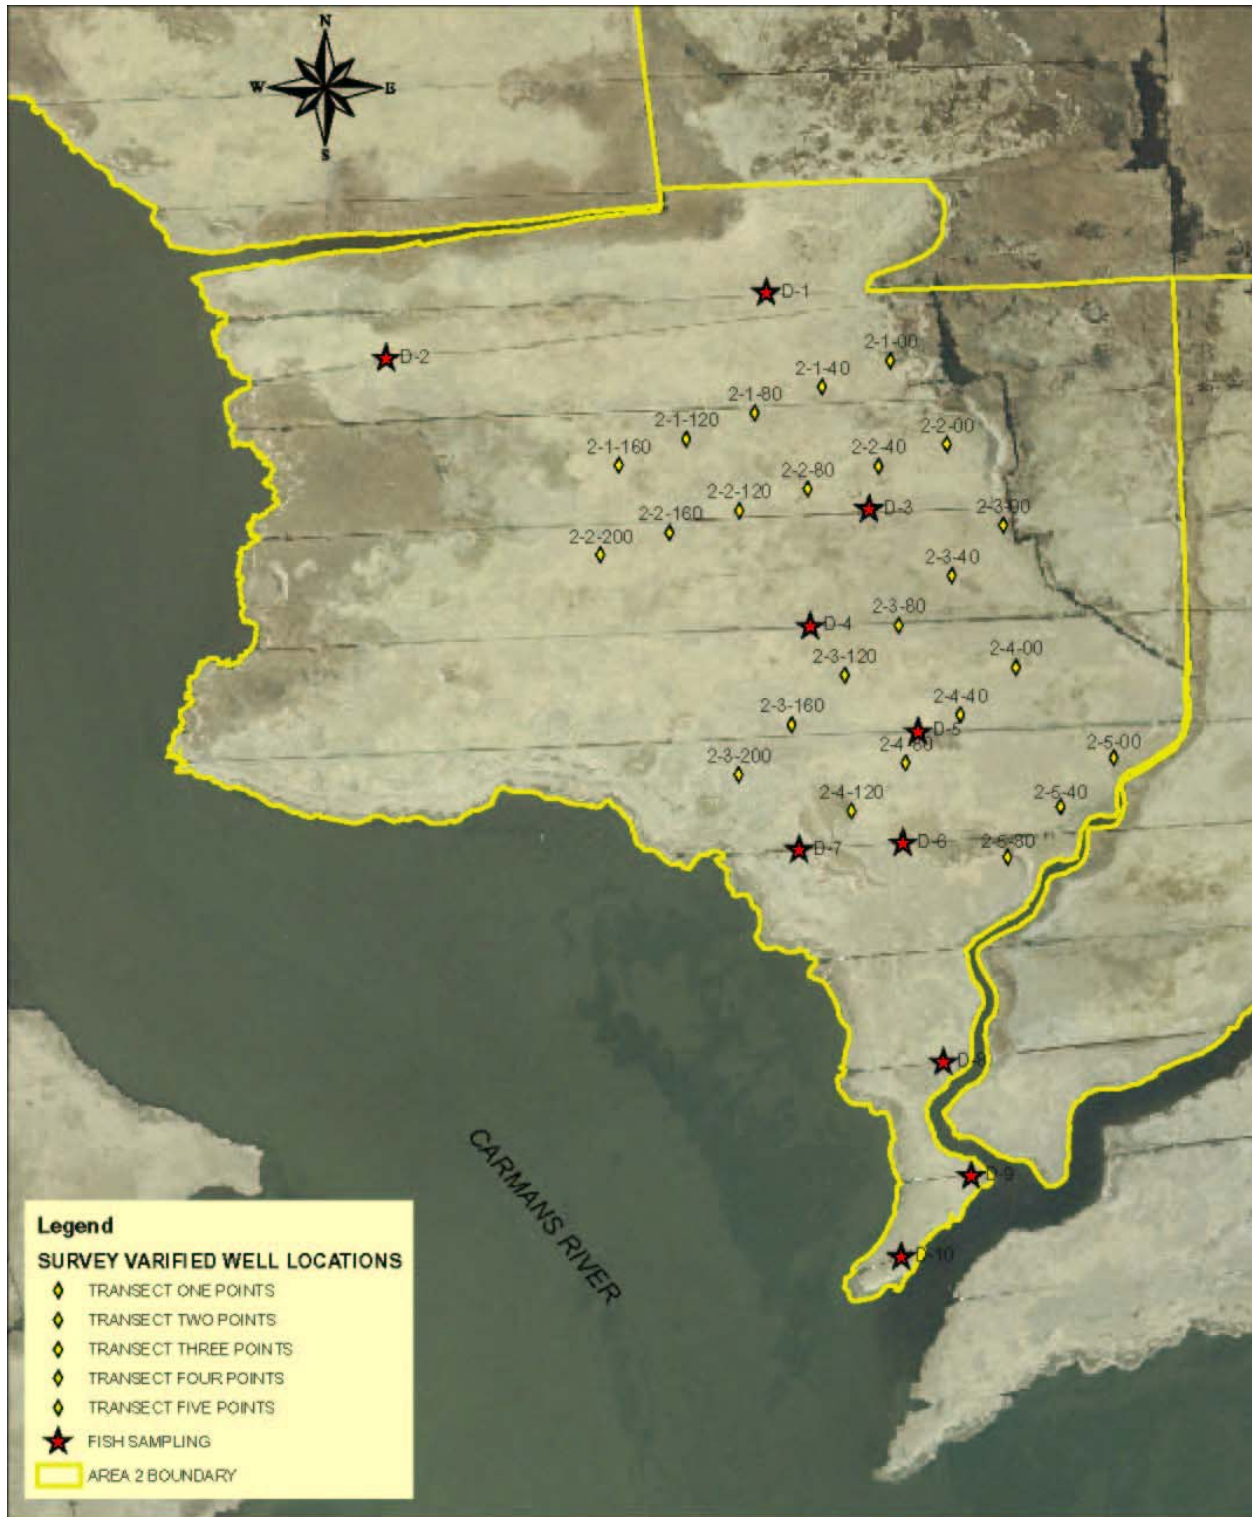 N
W E
S
D-1
D-2
2-1-00
2-1-40
2-1-80
2-1-120
2-1-160
2-2-00
2-2-40
2-2-80
2-2-120
2-2-160
2-2-200
D-3
2-3-00
2-3-40
2-3-80
D-4
2-3-120
2-3-160
2-3-200
2-4-00
2-4-40
D-5
2-4-80
2-4-120
2-5-00
2-5-40
2-5-80
D-6
D-7
D-8
D-9
D-10
CARMANS RIVER
Legend
SURVEY VARIFIED WELL LOCATIONS
TRANSECT ONE POINTS
TRANSECT TWO POINTS
TRANSECT THREE POINTS
TRANSECT FOUR POINTS
TRANSECT FIVE POINTS
FISH SAMPLING
AREA 2 BOUNDARY